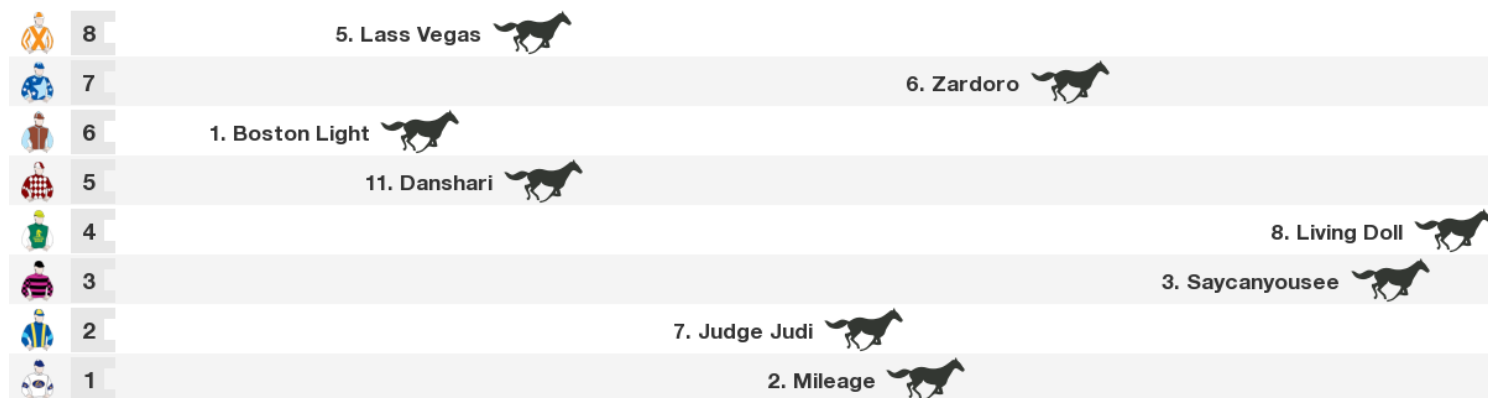 8 5. Lass Vegas
7 6. Zardoro
6 1. Boston Light
5 11. Danshari
4 8. Living Doll
3 3. Saycanyousee
2 7. Judge Judi
1 2. Mileage